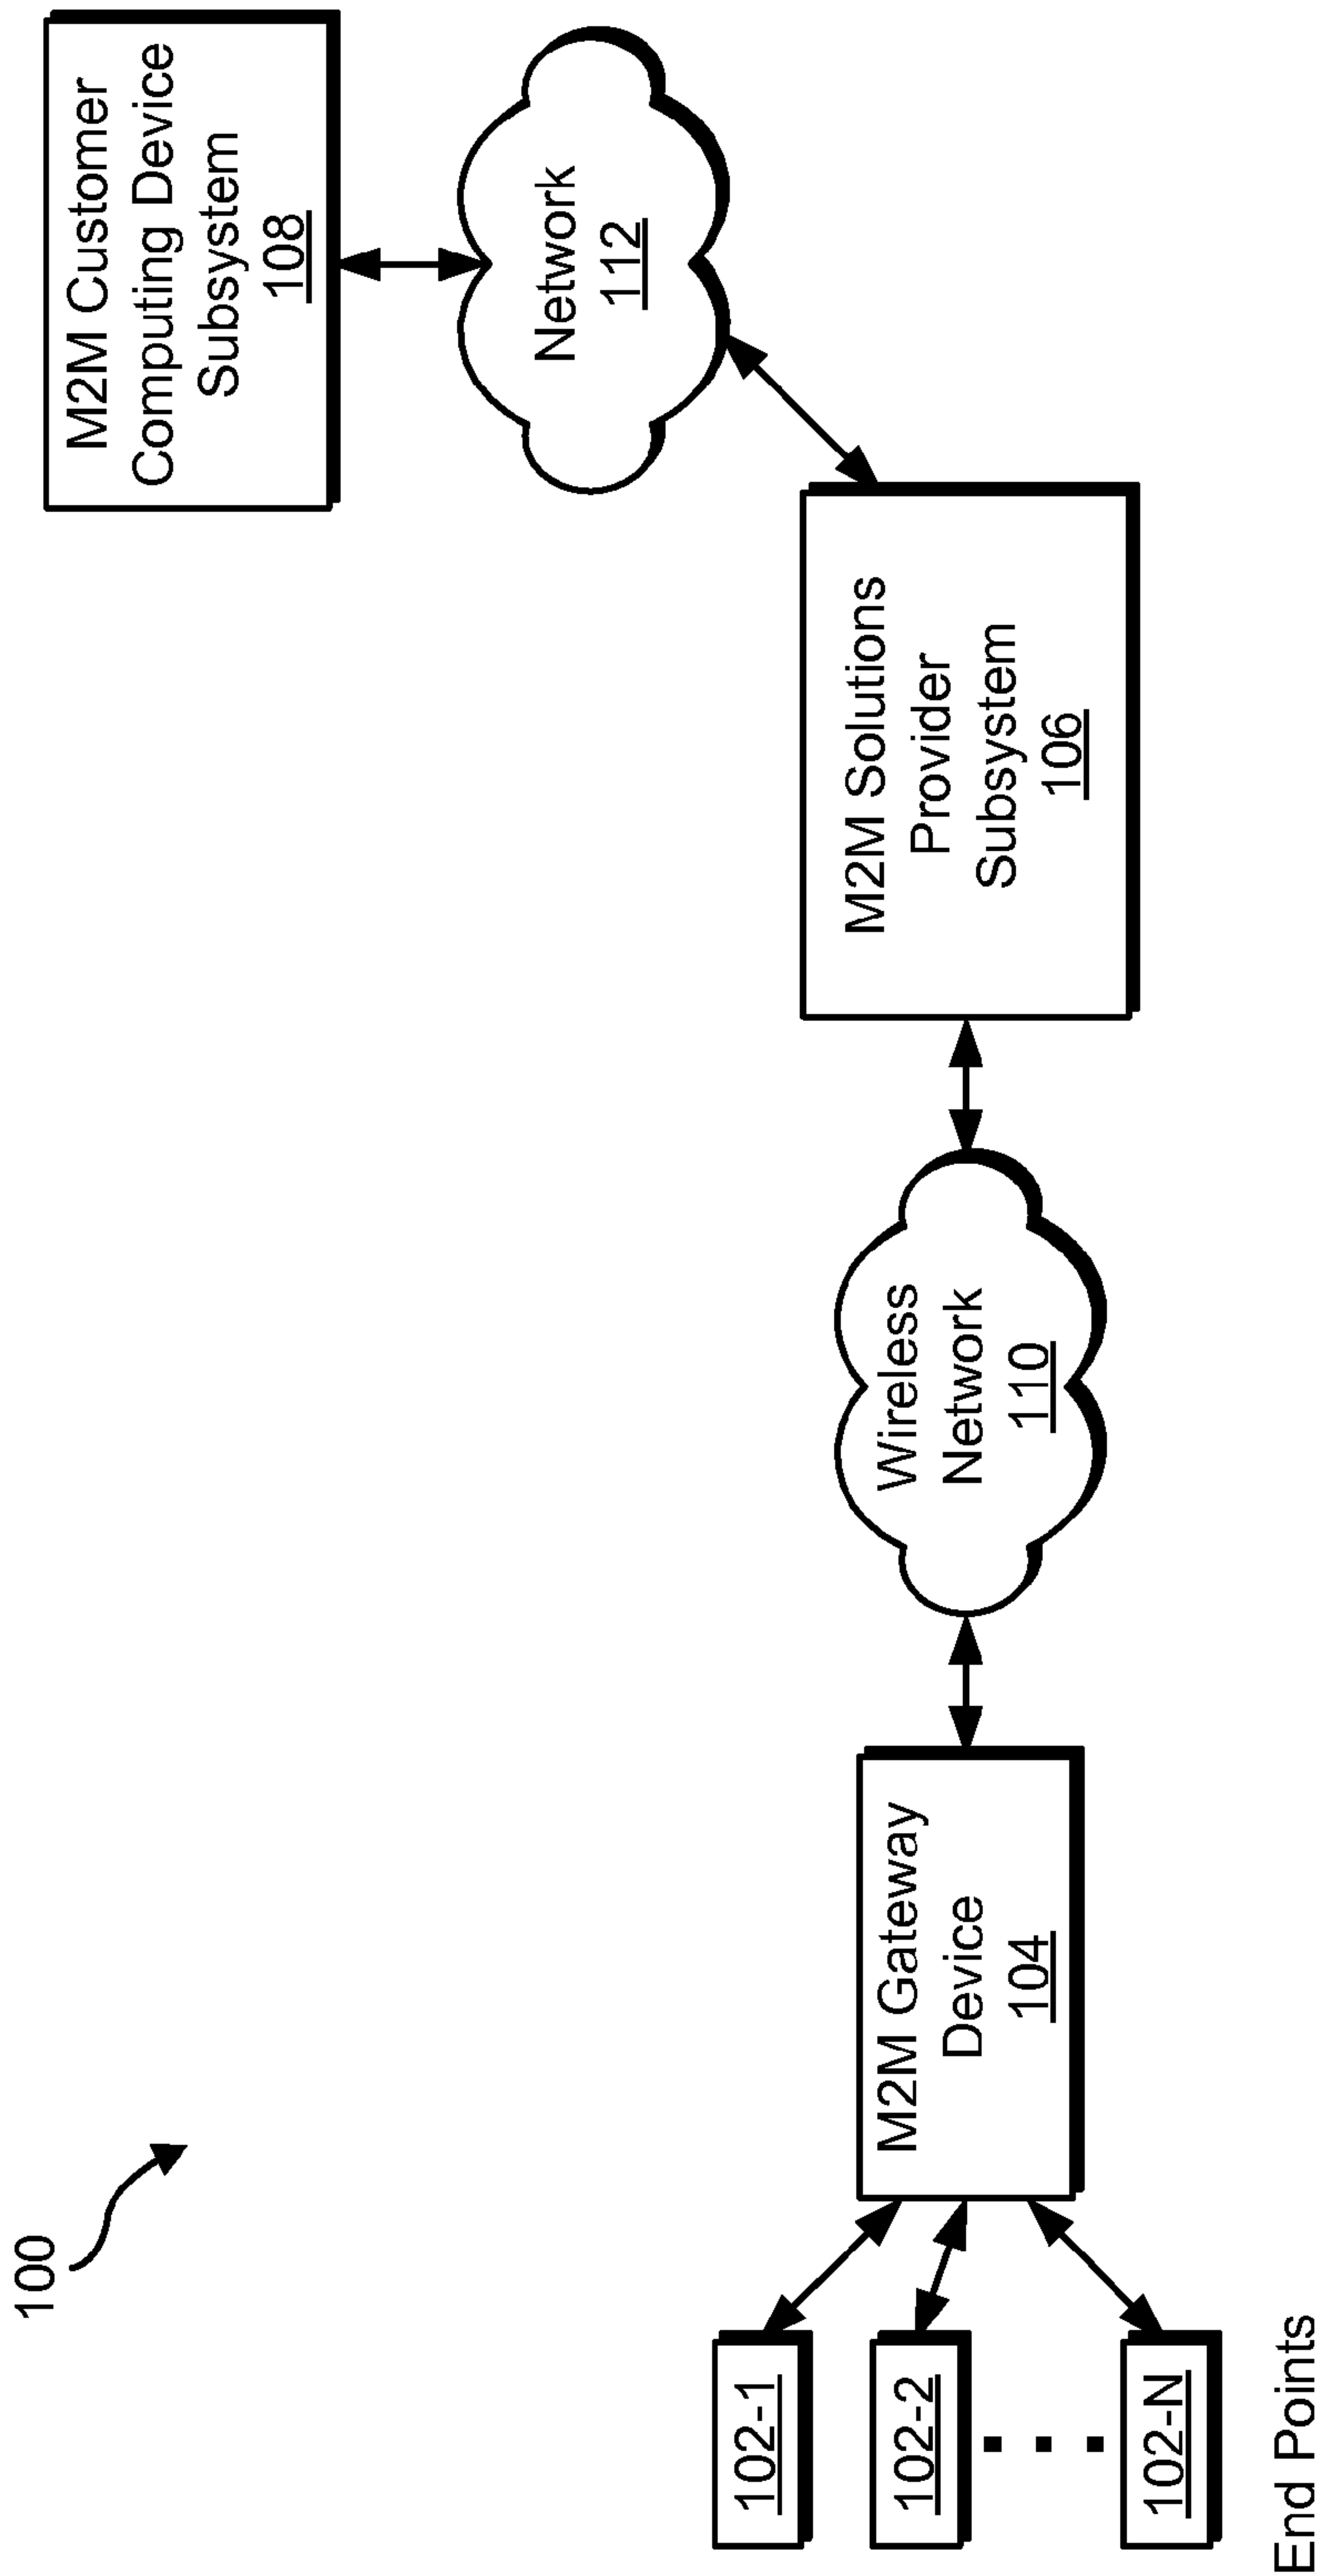 100
M2M Customer
Computing Device
Subsystem
108
Network
112
M2M Solutions
Provider
Subsystem
106
Wireless
Network
110
M2M Gateway
Device
104
102-1
102-2
102-N
End Points